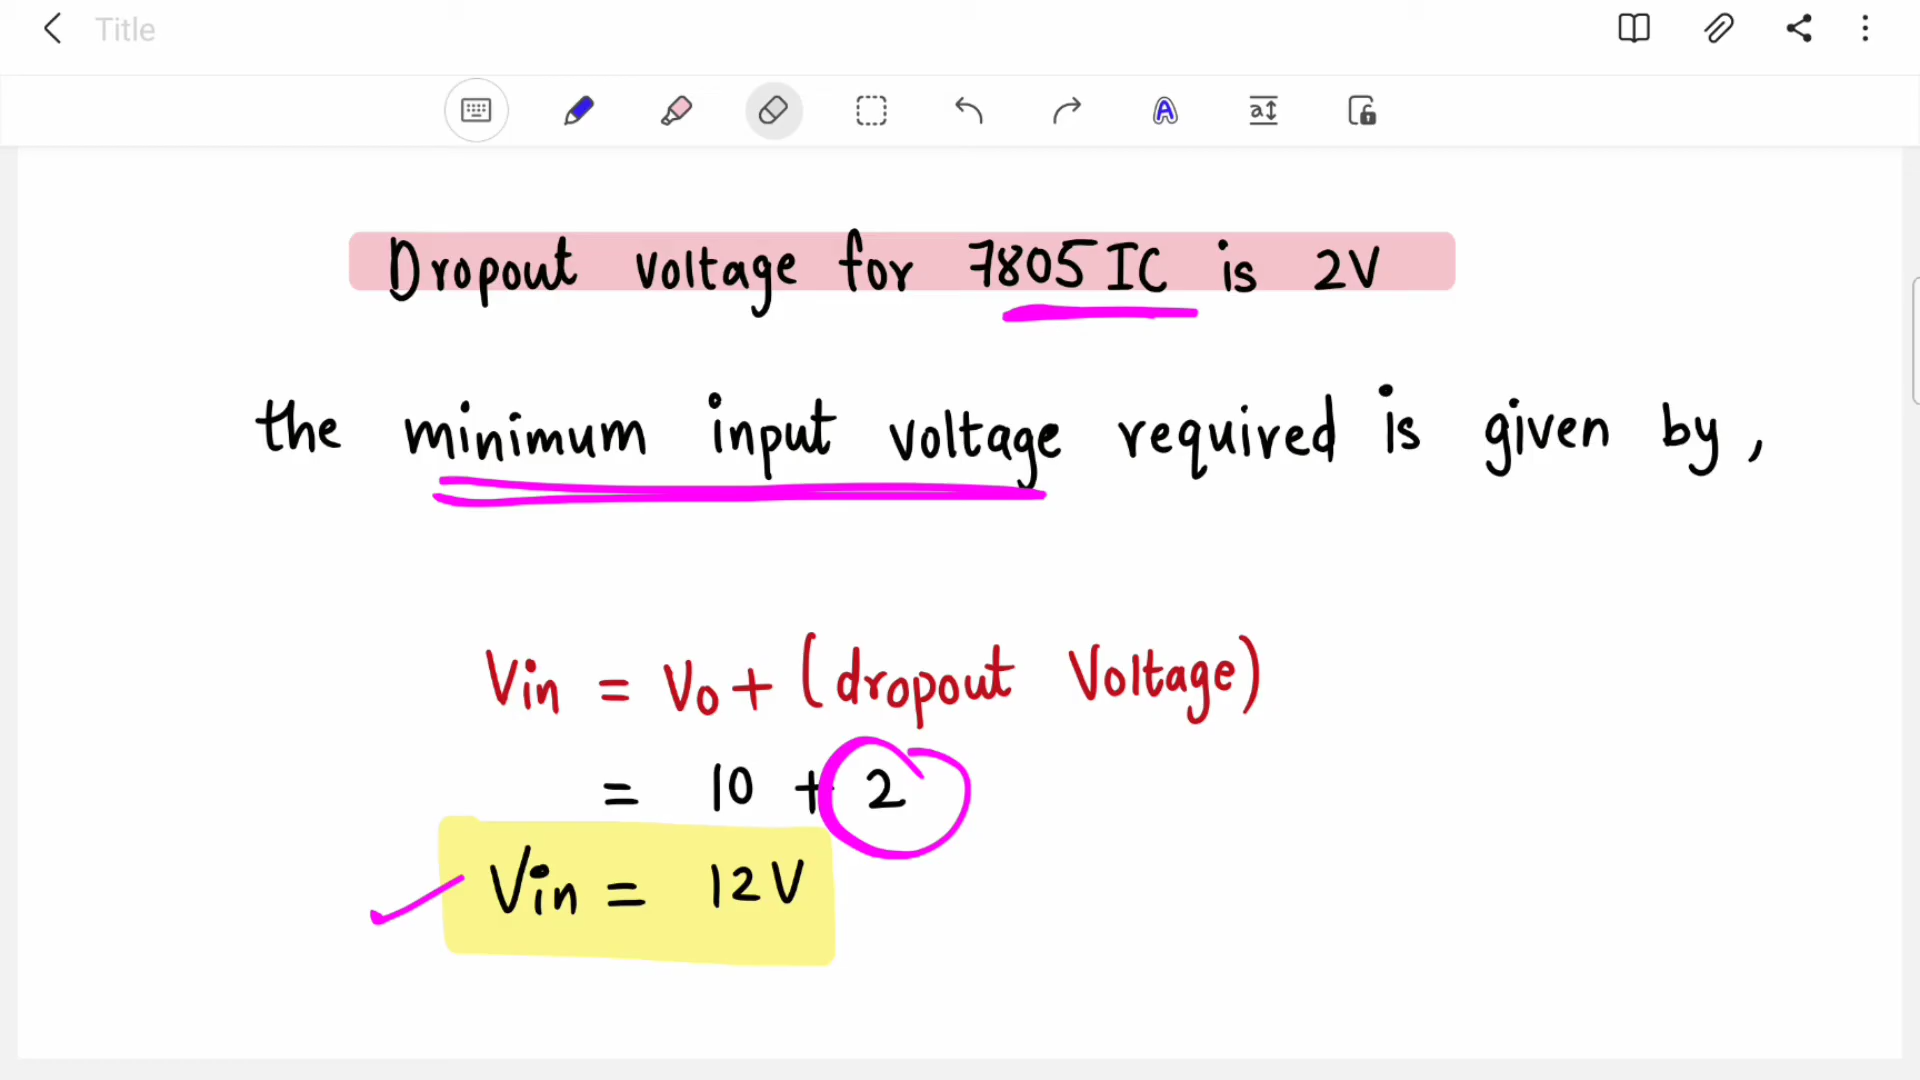 Title
Dropout voltage for 7805 IC is 2V
the minimum input voltage required is given by,
Vin = Vo + (dropout Voltage)
= 10 + 2
Vin = 12V